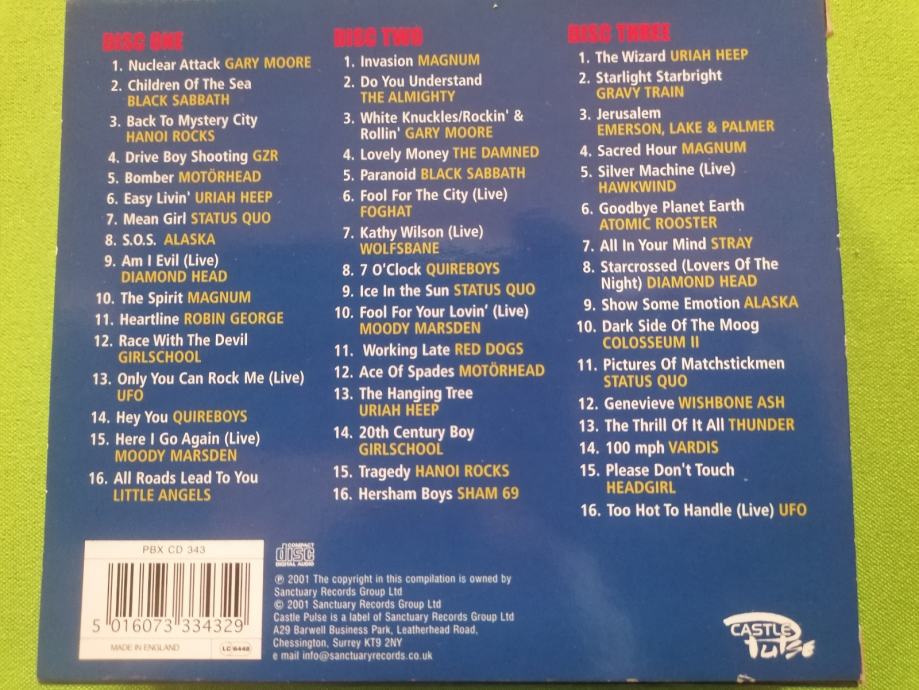 DISC ONE
1. Nuclear Attack GARY MOORE
2. Children Of The Sea
BLACK SABBATH
3. Back To Mystery City
HANOI ROCKS
4. Drive Boy Shooting GZR
5. Bomber MOTÖRHEAD
6. Easy Livin' URIAH HEEP
7. Mean Girl STATUS QUO
8. S.O.S. ALASKA
9. Am I Evil (Live)
DIAMOND HEAD
10. The Spirit MAGNUM
11. Heartline ROBIN GEORGE
12. Race With The Devil
GIRLSCHOOL
13. Only You Can Rock Me (Live)
UFO
14. Hey You QUIREBOYS
15. Here I Go Again (Live)
MOODY MARSDEN
16. All Roads Lead To You
LITTLE ANGELS
DISC TWO
1. Invasion MAGNUM
2. Do You Understand
THE ALMIGHTY
3. White Knuckles/Rockin' &
Rollin' GARY MOORE
4. Lovely Money THE DAMNED
5. Paranoid BLACK SABBATH
6. Fool For The City (Live)
FOGHAT
7. Kathy Wilson (Live)
WOLFSBANE
8. 7 O'Clock QUIREBOYS
9. Ice In the Sun STATUS QUO
10. Fool For Your Lovin' (Live)
MOODY MARSDEN
11. Working Late RED DOGS
12. Ace Of Spades MOTÖRHEAD
13. The Hanging Tree
URIAH HEEP
14. 20th Century Boy
GIRLSCHOOL
15. Tragedy HANOI ROCKS
16. Hersham Boys SHAM 69
DISC THREE
1. The Wizard URIAH HEEP
2. Starlight Starbright
GRAVY TRAIN
3. Jerusalem
EMERSON, LAKE & PALMER
4. Sacred Hour MAGNUM
5. Silver Machine (Live)
HAWKWIND
6. Goodbye Planet Earth
ATOMIC ROOSTER
7. All In Your Mind STRAY
8. Starcrossed (Lovers Of The
Night) DIAMOND HEAD
9. Show Some Emotion ALASKA
10. Dark Side Of The Moog
COLOSSEUM II
11. Pictures Of Matchstickmen
STATUS QUO
12. Genevieve WISHBONE ASH
13. The Thrill Of It All THUNDER
14. 100 mph VARDIS
15. Please Don't Touch
HEADGIRL
16. Too Hot To Handle (Live) UFO
PBX CD 343
5 016073 334329
MADE IN ENGLAND
LC 6448
COMPACT
disc
DIGITAL AUDIO
℗ 2001 The copyright in this compilation is owned by
Sanctuary Records Group Ltd
© 2001 Sanctuary Records Group Ltd
Castle Pulse is a label of Sanctuary Records Group Ltd
A29 Barwell Business Park, Leatherhead Road,
Chessington, Surrey KT9 2NY
e mail info@sanctuaryrecords.co.uk
CASTLE
Pulse